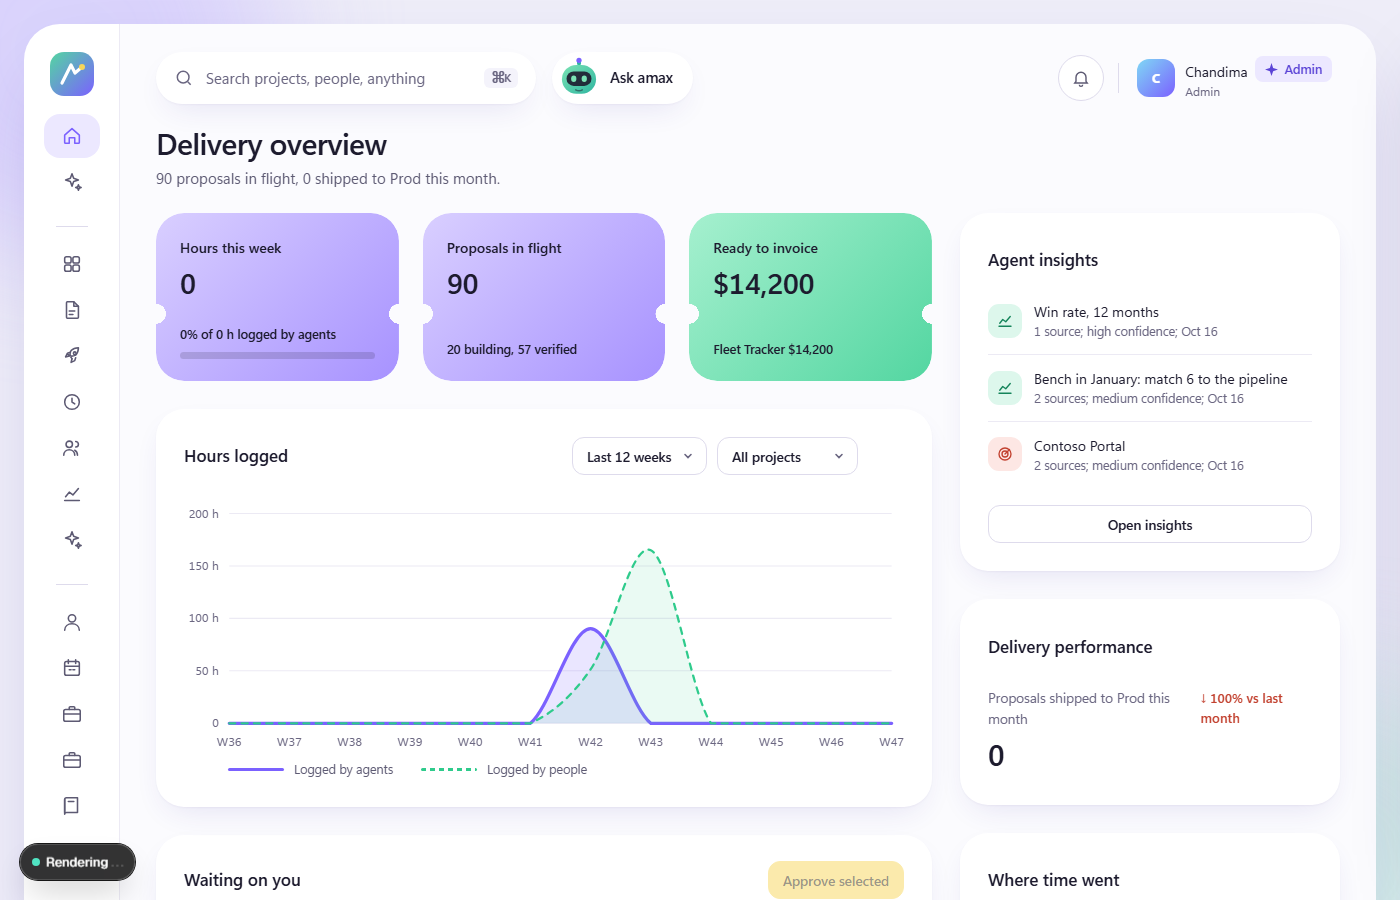 Search projects, people, anything
⌘K
Ask amax
C
Chandima
Admin
Admin
Delivery overview
90 proposals in flight, 0 shipped to Prod this month.
Hours this week
0
0% of 0 h logged by agents
Proposals in flight
90
20 building, 57 verified
Ready to invoice
$14,200
Fleet Tracker $14,200
Agent insights
Win rate, 12 months
1 source; high confidence; Oct 16
Bench in January: match 6 to the pipeline
2 sources; medium confidence; Oct 16
Contoso Portal
2 sources; medium confidence; Oct 16
Open insights
Hours logged
Last 12 weeks
All projects
200 h
150 h
100 h
50 h
0
W36 W37 W38 W39 W40 W41 W42 W43 W44 W45 W46 W47
Logged by agents
Logged by people
Delivery performance
Proposals shipped to Prod this
month
↓ 100% vs last
month
0
Rendering ...
Waiting on you
Approve selected
Where time went